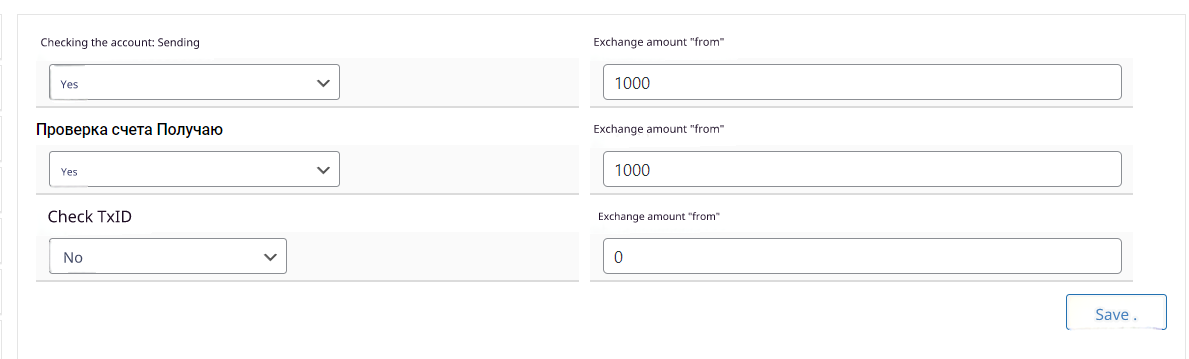 Checking the account: Sending
Exchange amount "from"
Yes
1000
Проверка счета Получаю
Exchange amount "from"
Yes
1000
Check TxID
Exchange amount "from"
No
0
Save .